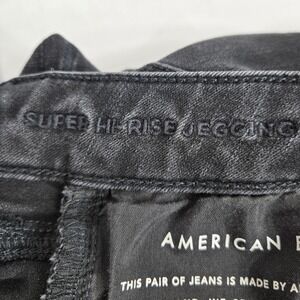 SUPER HI-RISE JEGGING
AMERICAN
THIS PAIR OF JEANS IS MADE BY